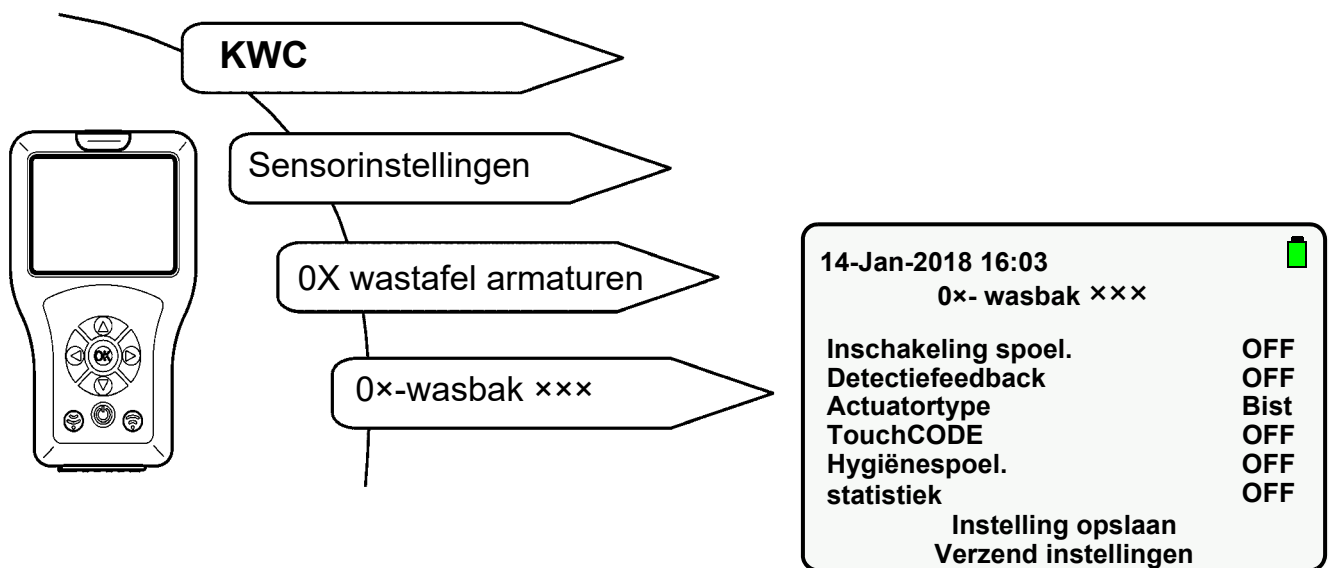 KWC
Sensorinstellingen
0X wastafel armaturen
0×-wasbak ×××
OK
14-Jan-2018 16:03
0×- wasbak ×××
Inschakeling spoel. OFF
Detectiefeedback OFF
Actuatortype Bist
TouchCODE OFF
Hygiënespoel. OFF
statistiek OFF
Instelling opslaan
Verzend instellingen